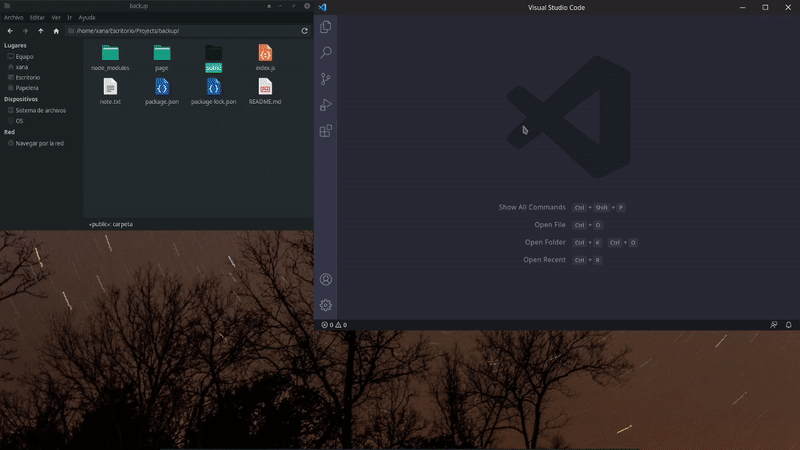 backup
Archivo Editar Ver Ir Ayuda
/home/xana/Escritorio/Projects/backup/
Lugares
Equipo
xana
Escritorio
Papelera
Dispositivos
Sistema de archivos
OS
Red
Navegar por la red
node_modules page public index.js
note.txt package.json package-lock.json README.md
«public»: carpeta
Visual Studio Code
Show All Commands Ctrl + Shift + P
Open File Ctrl + O
Open Folder Ctrl + K Ctrl + O
Open Recent Ctrl + R
0 0